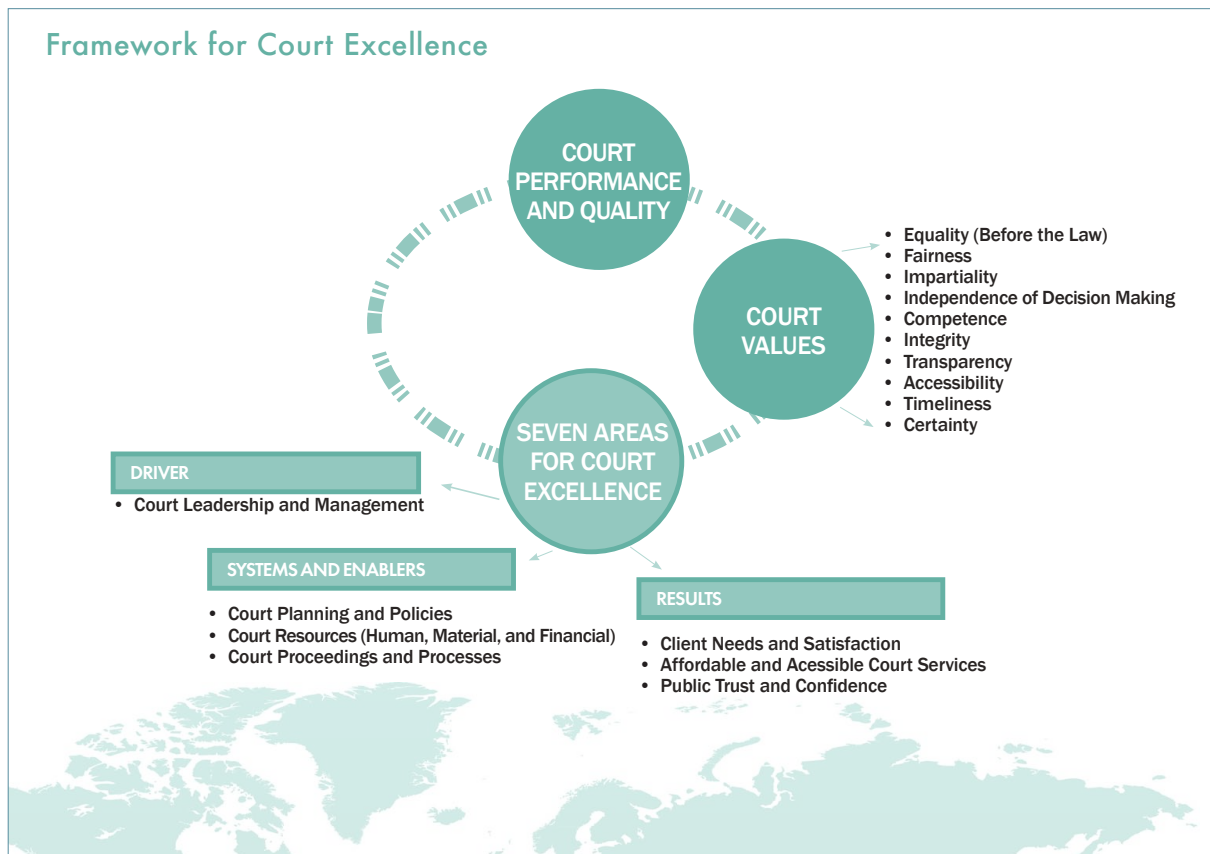 Framework for Court Excellence
COURT
PERFORMANCE
AND QUALITY
COURT
VALUES
• Equality (Before the Law)
• Fairness
• Impartiality
• Independence of Decision Making
• Competence
• Integrity
• Transparency
• Accessibility
• Timeliness
• Certainty
SEVEN AREAS
FOR COURT
EXCELLENCE
DRIVER
• Court Leadership and Management
SYSTEMS AND ENABLERS
• Court Planning and Policies
• Court Resources (Human, Material, and Financial)
• Court Proceedings and Processes
RESULTS
• Client Needs and Satisfaction
• Affordable and Acessible Court Services
• Public Trust and Confidence